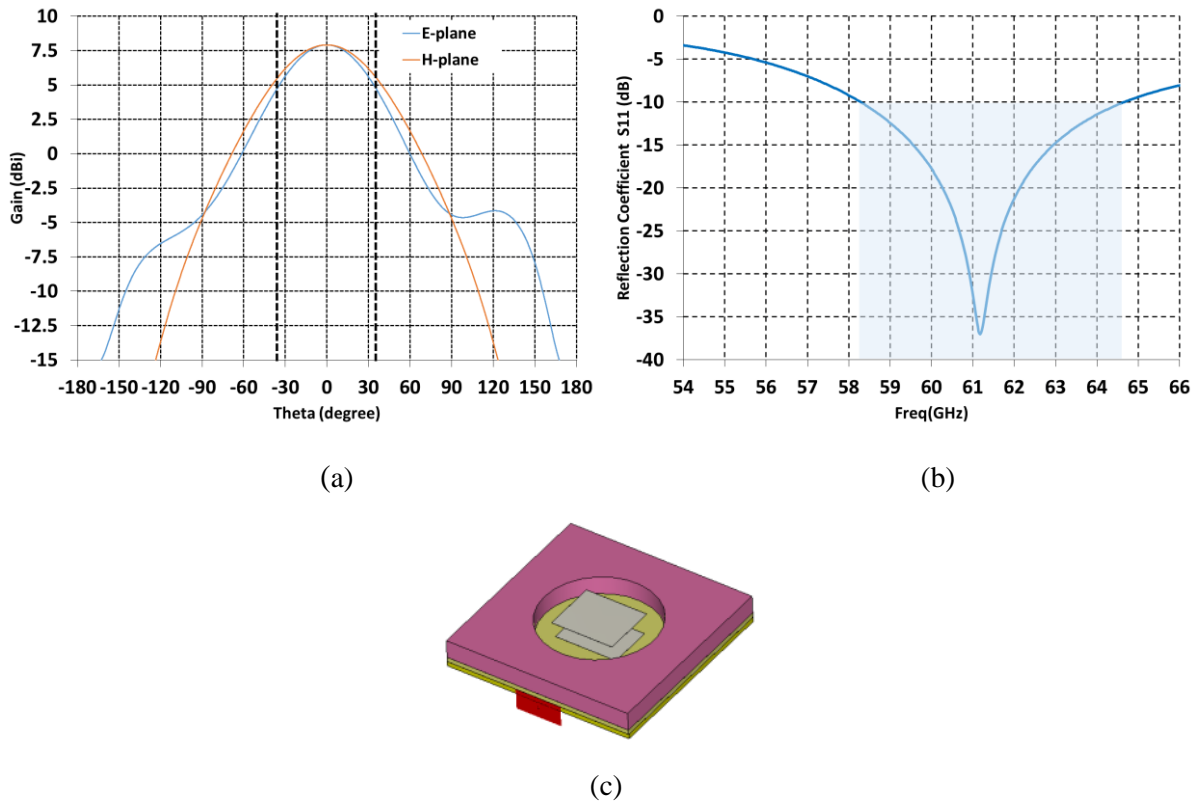 Gain (dBi)
10
7.5
5
2.5
0
-2.5
-5
-7.5
-10
-12.5
-15
E-plane
H-plane
-180 -150 -120 -90 -60 -30 0 30 60 90 120 150 180
Theta (degree)
(a)
Reflection Coefficient S11 (dB)
0
-5
-10
-15
-20
-25
-30
-35
-40
54 55 56 57 58 59 60 61 62 63 64 65 66
Freq(GHz)
(b)
(c)